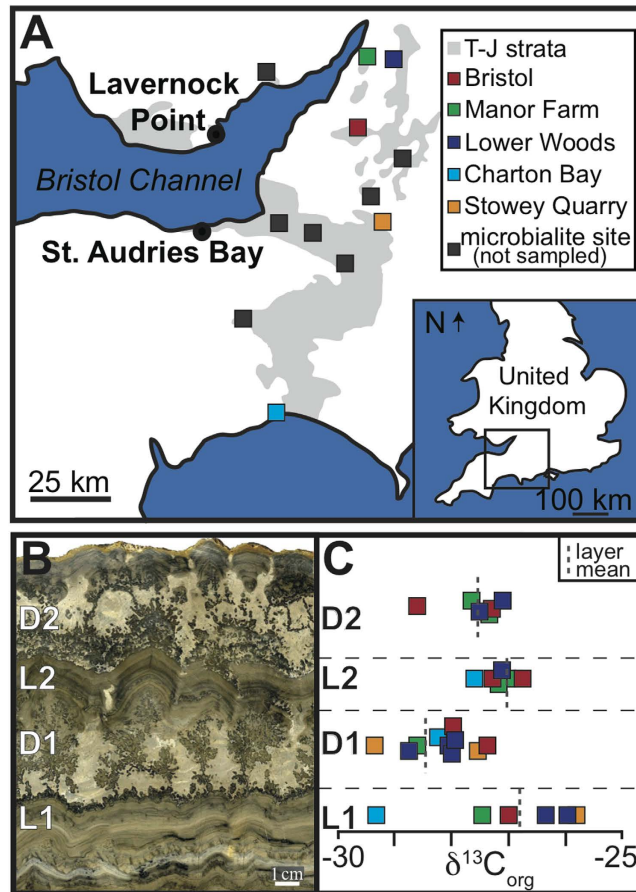 A
Lavernock
Point
Bristol Channel
St. Audries Bay
25 km
T-J strata
Bristol
Manor Farm
Lower Woods
Charton Bay
Stowey Quarry
microbialite site
(not sampled)
N
United
Kingdom
100 km
B
D2
L2
D1
L1
1 cm
C
layer
mean
D2
L2
D1
L1
-30
-25
δ¹³Corg